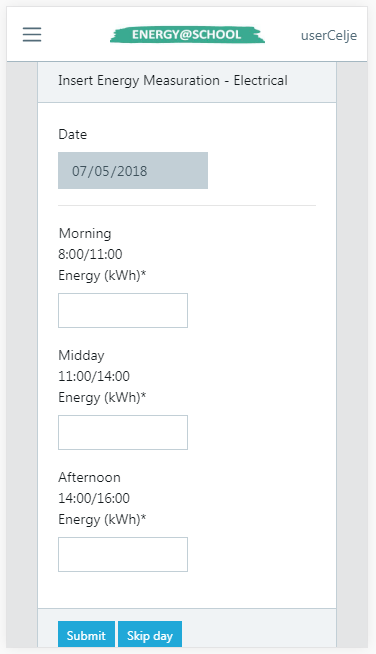 ENERGY@SCHOOL
userCelje
Insert Energy Measuration - Electrical
Date
07/05/2018
Morning
8:00/11:00
Energy (kWh)*
Midday
11:00/14:00
Energy (kWh)*
Afternoon
14:00/16:00
Energy (kWh)*
Submit Skip day